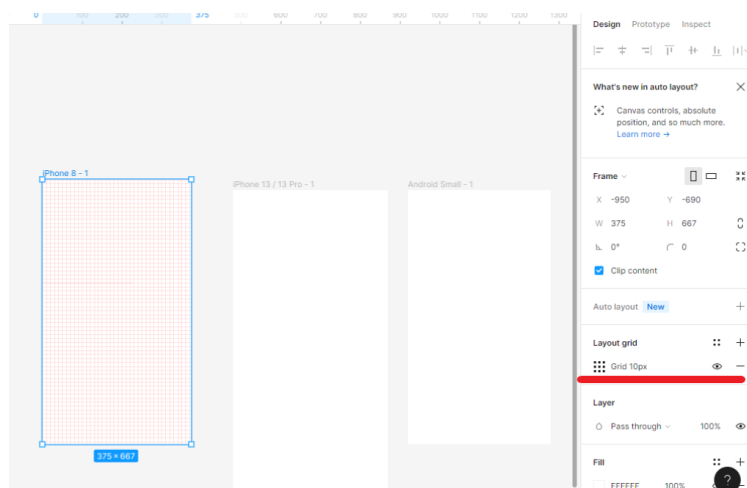 0 100 200 300 375 500 600 700 800 900 1000 1100 1200 1300
Design Prototype Inspect
What's new in auto layout?
Canvas controls, absolute
position, and so much more.
Learn more →
iPhone 8 - 1
iPhone 13 / 13 Pro - 1
Android Small - 1
375 × 667
Frame
X -950 Y -690
W 375 H 667
0° 0
Clip content
Auto layout New
Layout grid
Grid 10px
Layer
Pass through 100%
Fill
FFFFFF 100%
?